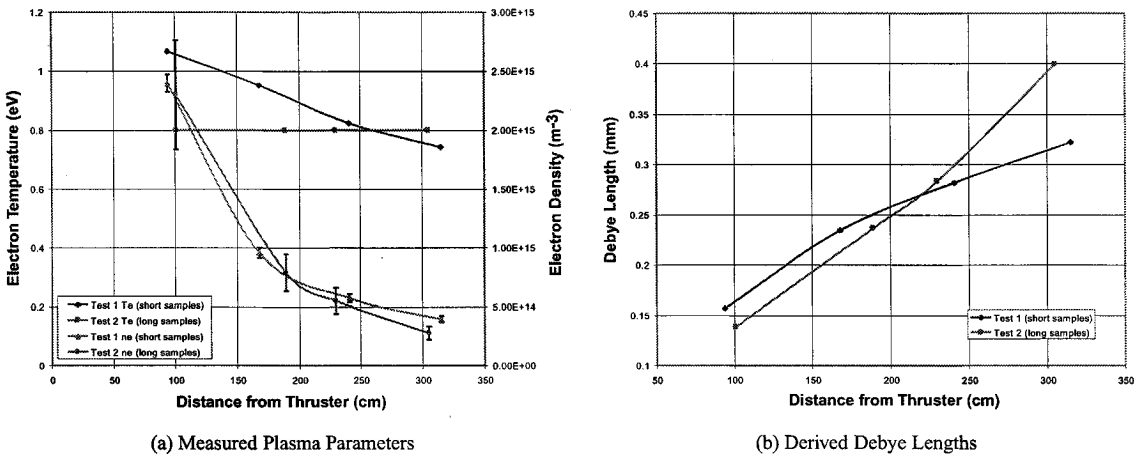 1.2
1
0.8
0.6
0.4
0.2
0
Electron Temperature (eV)
3.00E+15
2.50E+15
2.00E+15
1.50E+15
1.00E+15
5.00E+14
0.00E+00
Electron Density (m-3)
Test 1 Te (short samples)
Test 2 Te (long samples)
Test 1 ne (short samples)
Test 2 ne (long samples)
0 50 100 150 200 250 300 350
Distance from Thruster (cm)
(a) Measured Plasma Parameters
0.45
0.4
0.35
0.3
0.25
0.2
0.15
0.1
Debye Length (mm)
Test 1 (short samples)
Test 2 (long samples)
50 100 150 200 250 300 350
Distance from Thruster (cm)
(b) Derived Debye Lengths